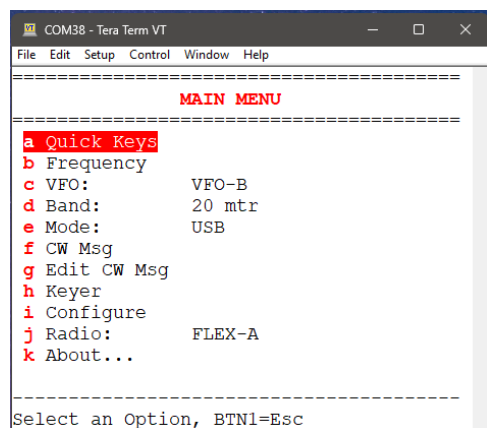 COM38 - Tera Term VT
File Edit Setup Control Window Help
===============================================
MAIN MENU
===============================================
a Quick Keys
b Frequency
c VFO: VFO-B
d Band: 20 mtr
e Mode: USB
f CW Msg
g Edit CW Msg
h Keyer
i Configure
j Radio: FLEX-A
k About...
-----------------------------------------------
Select an Option, BTN1=Esc